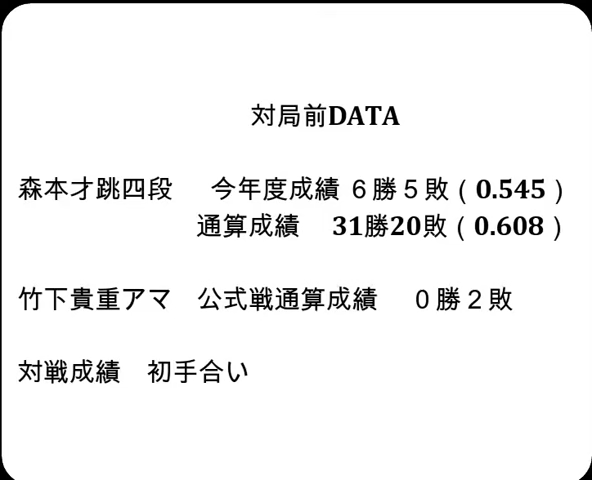 対局前DATA
森本才跳四段　今年度成績 ６勝５敗（0.545）
通算成績　31勝20敗（0.608）
竹下貴重アマ　公式戦通算成績　０勝２敗
対戦成績　初手合い